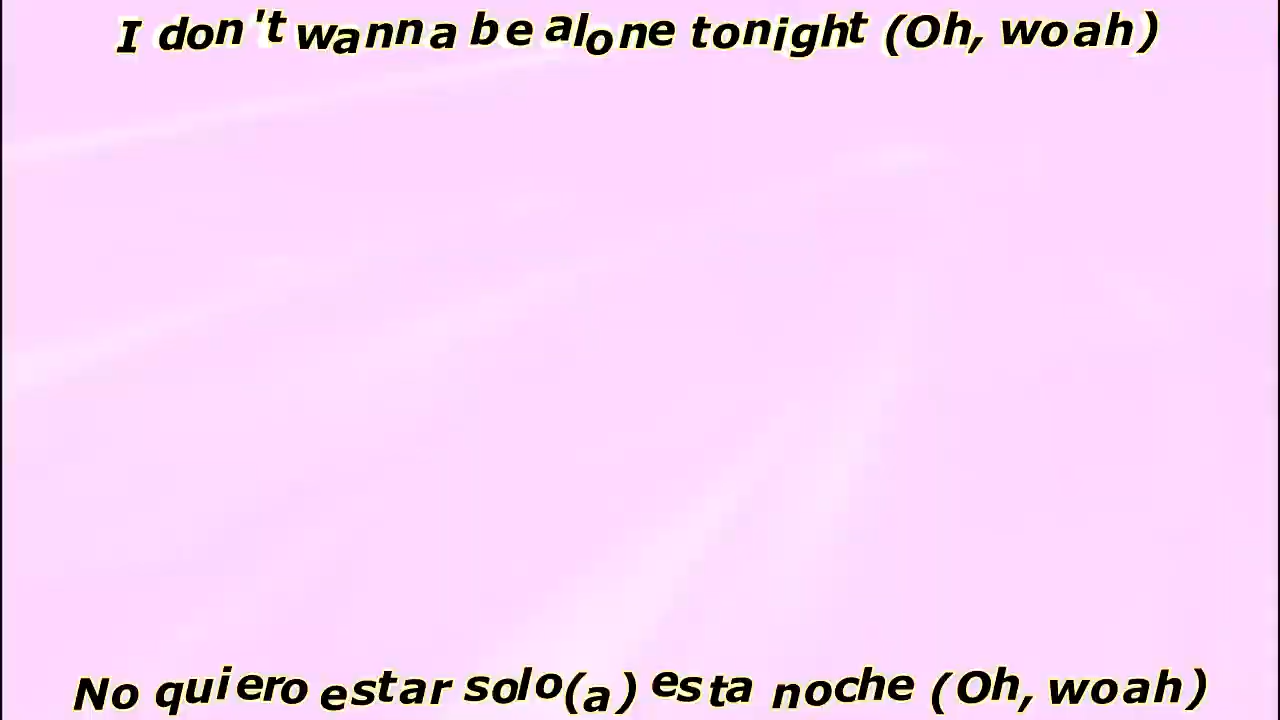 I don't wanna be alone tonight (Oh, woah)
No quiero estar solo(a) esta noche (Oh, woah)